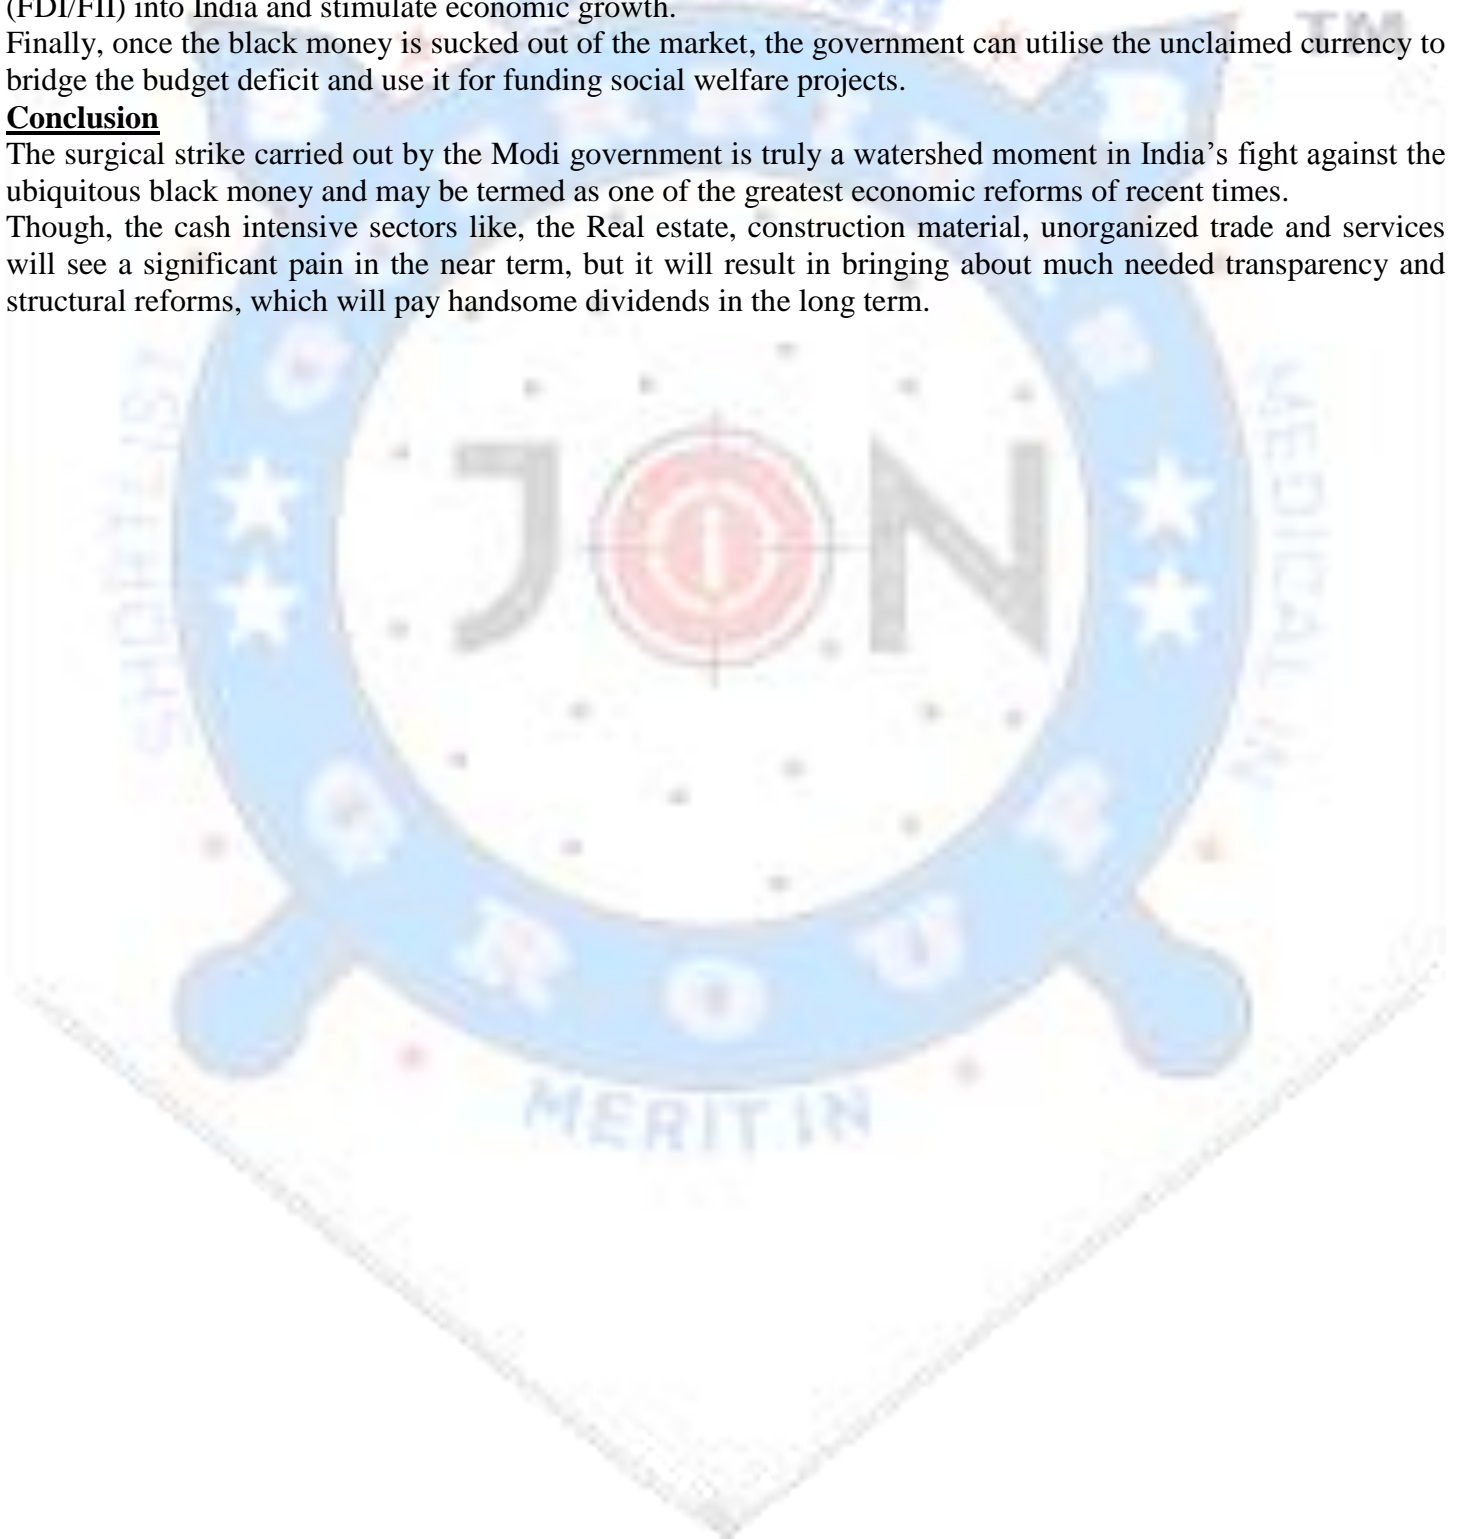 (FDI/FII) into India and stimulate economic growth.
TM
Finally, once the black money is sucked out of the market, the government can utilise the unclaimed currency to
bridge the budget deficit and use it for funding social welfare projects.
Conclusion
The surgical strike carried out by the Modi government is truly a watershed moment in India’s fight against the
ubiquitous black money and may be termed as one of the greatest economic reforms of recent times.
Though, the cash intensive sectors like, the Real estate, construction material, unorganized trade and services
will see a significant pain in the near term, but it will result in bringing about much needed transparency and
structural reforms, which will pay handsome dividends in the long term.
J i N
MEDICAL IN
GROUP
MERIT IN